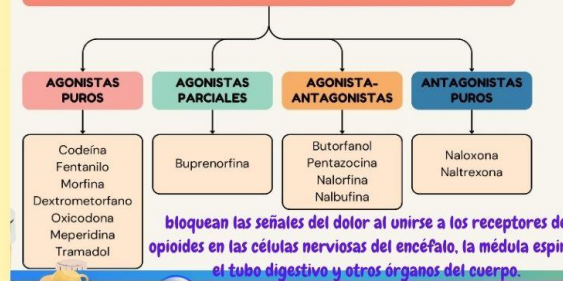 AGONISTAS
PUROS
AGONISTAS
PARCIALES
AGONISTA-
ANTAGONISTAS
ANTAGONISTAS
PUROS
Codeína
Fentanilo
Morfina
Dextrometorfano
Oxicodona
Meperidina
Tramadol
Buprenorfina
Butorfanol
Pentazocina
Nalorfina
Nalbufina
Naloxona
Naltrexona
bloquean las señales del dolor al unirse a los receptores de
opioides en las células nerviosas del encéfalo, la médula espin
el tubo digestivo y otros órganos del cuerpo.